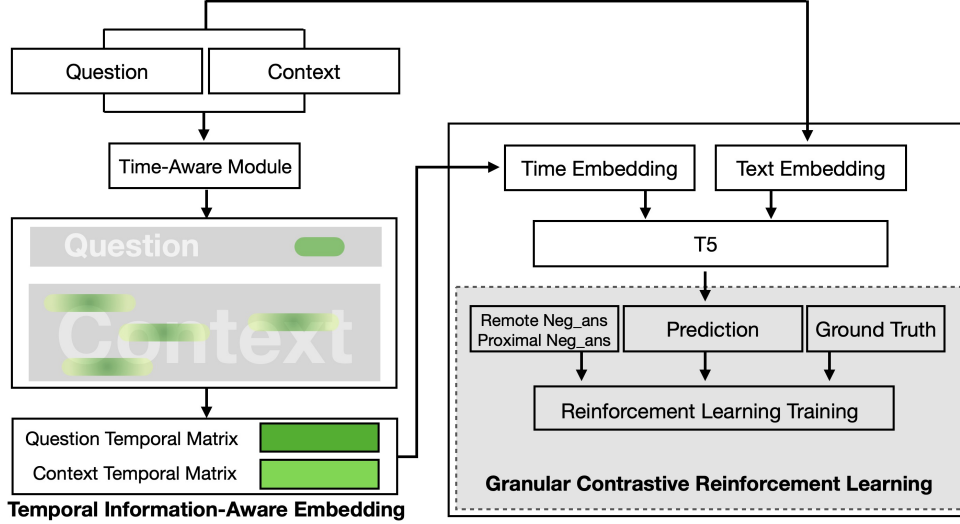 Question
Context
Time-Aware Module
Question
Context
Question Temporal Matrix
Context Temporal Matrix
Temporal Information-Aware Embedding
Time Embedding
Text Embedding
T5
Remote Neg_ans
Proximal Neg_ans
Prediction
Ground Truth
Reinforcement Learning Training
Granular Contrastive Reinforcement Learning